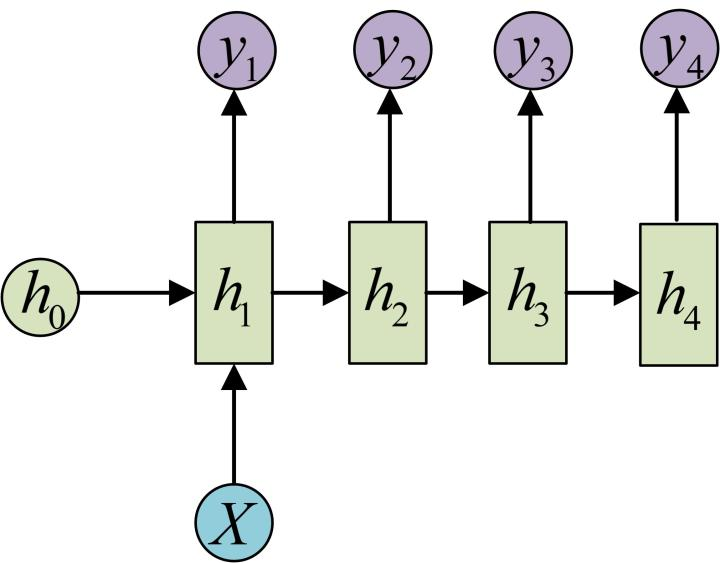 y₁ y₂ y₃ y₄
h₀ h₁ h₂ h₃ h₄
X